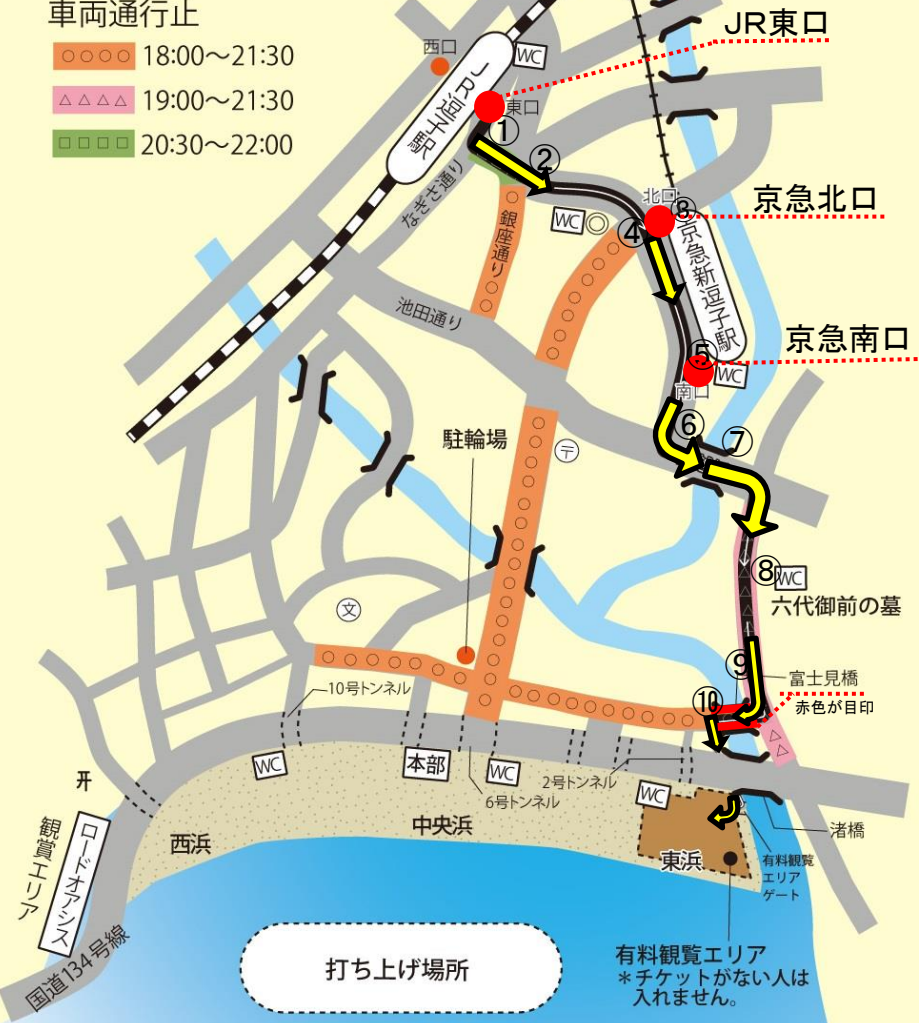 車両通行止
○○○○ 18:00〜21:30
△△△△ 19:00〜21:30
□□□□ 20:30〜22:00
JR東口
西口
WC
JR逗子駅
東口
①
②
なぎさ通り
銀座通り
WC
北口
③
京急北口
④
京急新逗子駅
池田通り
京急南口
⑤
WC
南口
⑥
⑦
駐輪場
〒
⑧
WC
六代御前の墓
文
⑨
富士見橋
赤色が目印
⑩
10号トンネル
WC
本部
WC
6号トンネル
2号トンネル
WC
渚橋
西浜
中央浜
東浜
有料観覧
エリア
ゲート
ロードオアシス
観賞エリア
国道134号線
打ち上げ場所
有料観覧エリア
＊チケットがない人は
入れません。